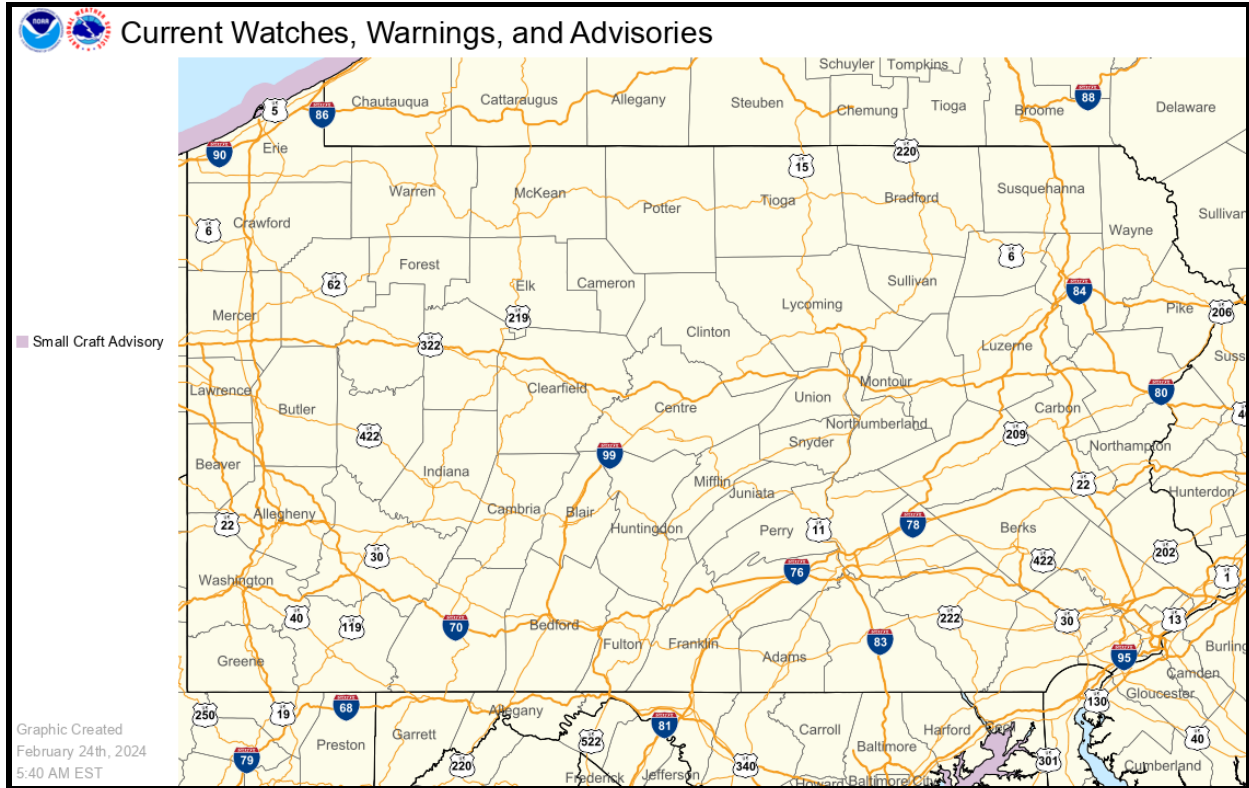 Current Watches, Warnings, and Advisories
Schuyler Tompkins
Chautauqua Cattaraugus Allegany Steuben Chemung Tioga Broome 88 Delaware
5 86
90 Erie 15 220
Warren McKean Potter Tioga Bradford Susquehanna
Crawford Sullivan
6 Wayne
Forest 6
62 Elk Cameron Sullivan 84
Mercer 219 Lycoming Pike 206
Clinton
Small Craft Advisory
322 Luzerne
Lawrence Clearfield Montour 80
Butler Centre Union Carbon
422 Northumberland 209
Snyder Northampton
Beaver Indiana 99 Mifflin 22
Juniata Hunterdon
22 Allegheny Cambria Blair Huntingdon Perry 11 78 Berks
30 76 422 202
Washington 1
40 119 70 Bedford 222 30 13
Greene Fulton Franklin Adams 83 95
Camden
250 19 68 Allegany 130 Gloucester
Graphic Created
February 24th, 2024
5:40 AM EST
Preston Garrett 522 81 Carroll Harford 40
79 220 340 Baltimore 301 Cumberland
Frederick Jefferson Howard Baltimore City